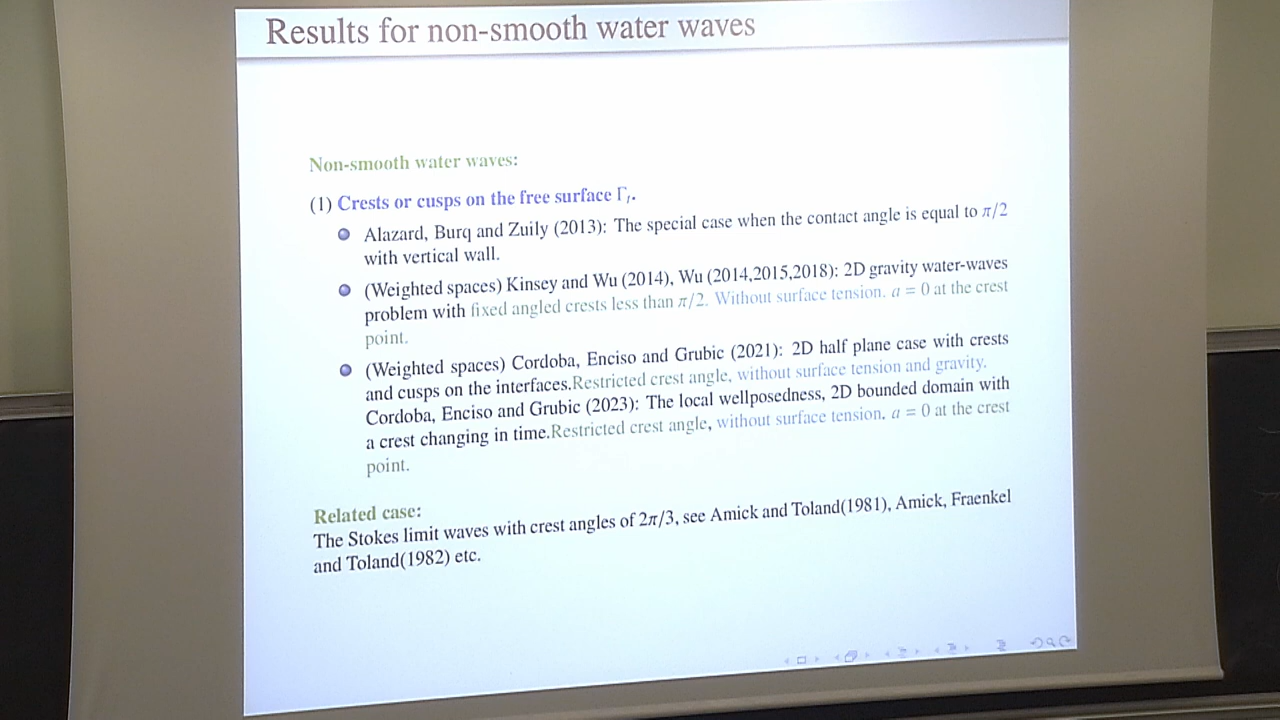 Results for non-smooth water waves
Non-smooth water waves:
(1) Crests or cusps on the free surface Γₜ.
Alazard, Burq and Zuily (2013): The special case when the contact angle is equal to π/2
with vertical wall.
(Weighted spaces) Kinsey and Wu (2014), Wu (2014,2015,2018): 2D gravity water-waves
problem with fixed angled crests less than π/2. Without surface tension. a = 0 at the crest
point.
(Weighted spaces) Cordoba, Enciso and Grubic (2021): 2D half plane case with crests
and cusps on the interfaces.Restricted crest angle, without surface tension and gravity.
Cordoba, Enciso and Grubic (2023): The local wellposedness, 2D bounded domain with
a crest changing in time.Restricted crest angle, without surface tension. a = 0 at the crest
point.
Related case:
The Stokes limit waves with crest angles of 2π/3, see Amick and Toland(1981), Amick, Fraenkel
and Toland(1982) etc.